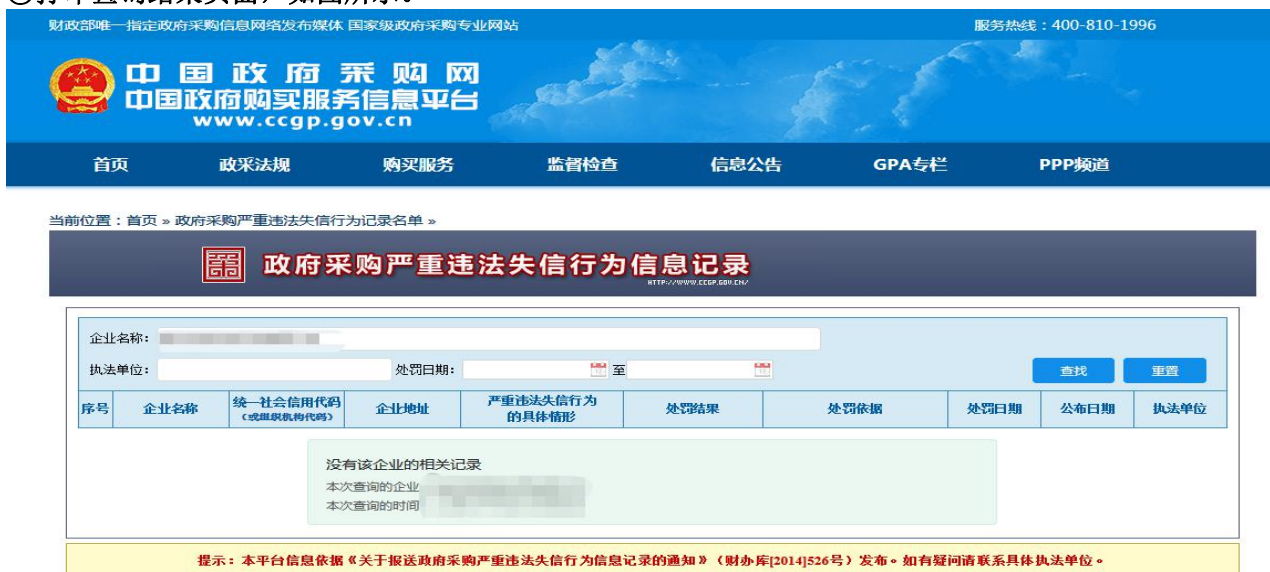 财政部唯一指定政府采购信息网络发布媒体 国家级政府采购专业网站
服务热线：400-810-1996
中国政府采购网
中国政府购买服务信息平台
www.ccgp.gov.cn
首页 政采法规 购买服务 监督检查 信息公告 GPA专栏 PPP频道
当前位置：首页 » 政府采购严重违法失信行为记录名单 »
政府采购严重违法失信行为信息记录
HTTP://WWW.CCGP.GOV.CN/
企业名称：
执法单位： 处罚日期： 至 查找 重置
序号 企业名称 统一社会信用代码（或组织机构代码） 企业地址 严重违法失信行为的具体情形 处罚结果 处罚依据 处罚日期 公布日期 执法单位
没有该企业的相关记录
本次查询的企业
本次查询的时间
提示：本平台信息依据《关于报送政府采购严重违法失信行为信息记录的通知》（财办库[2014]526号）发布。如有疑问请联系具体执法单位。